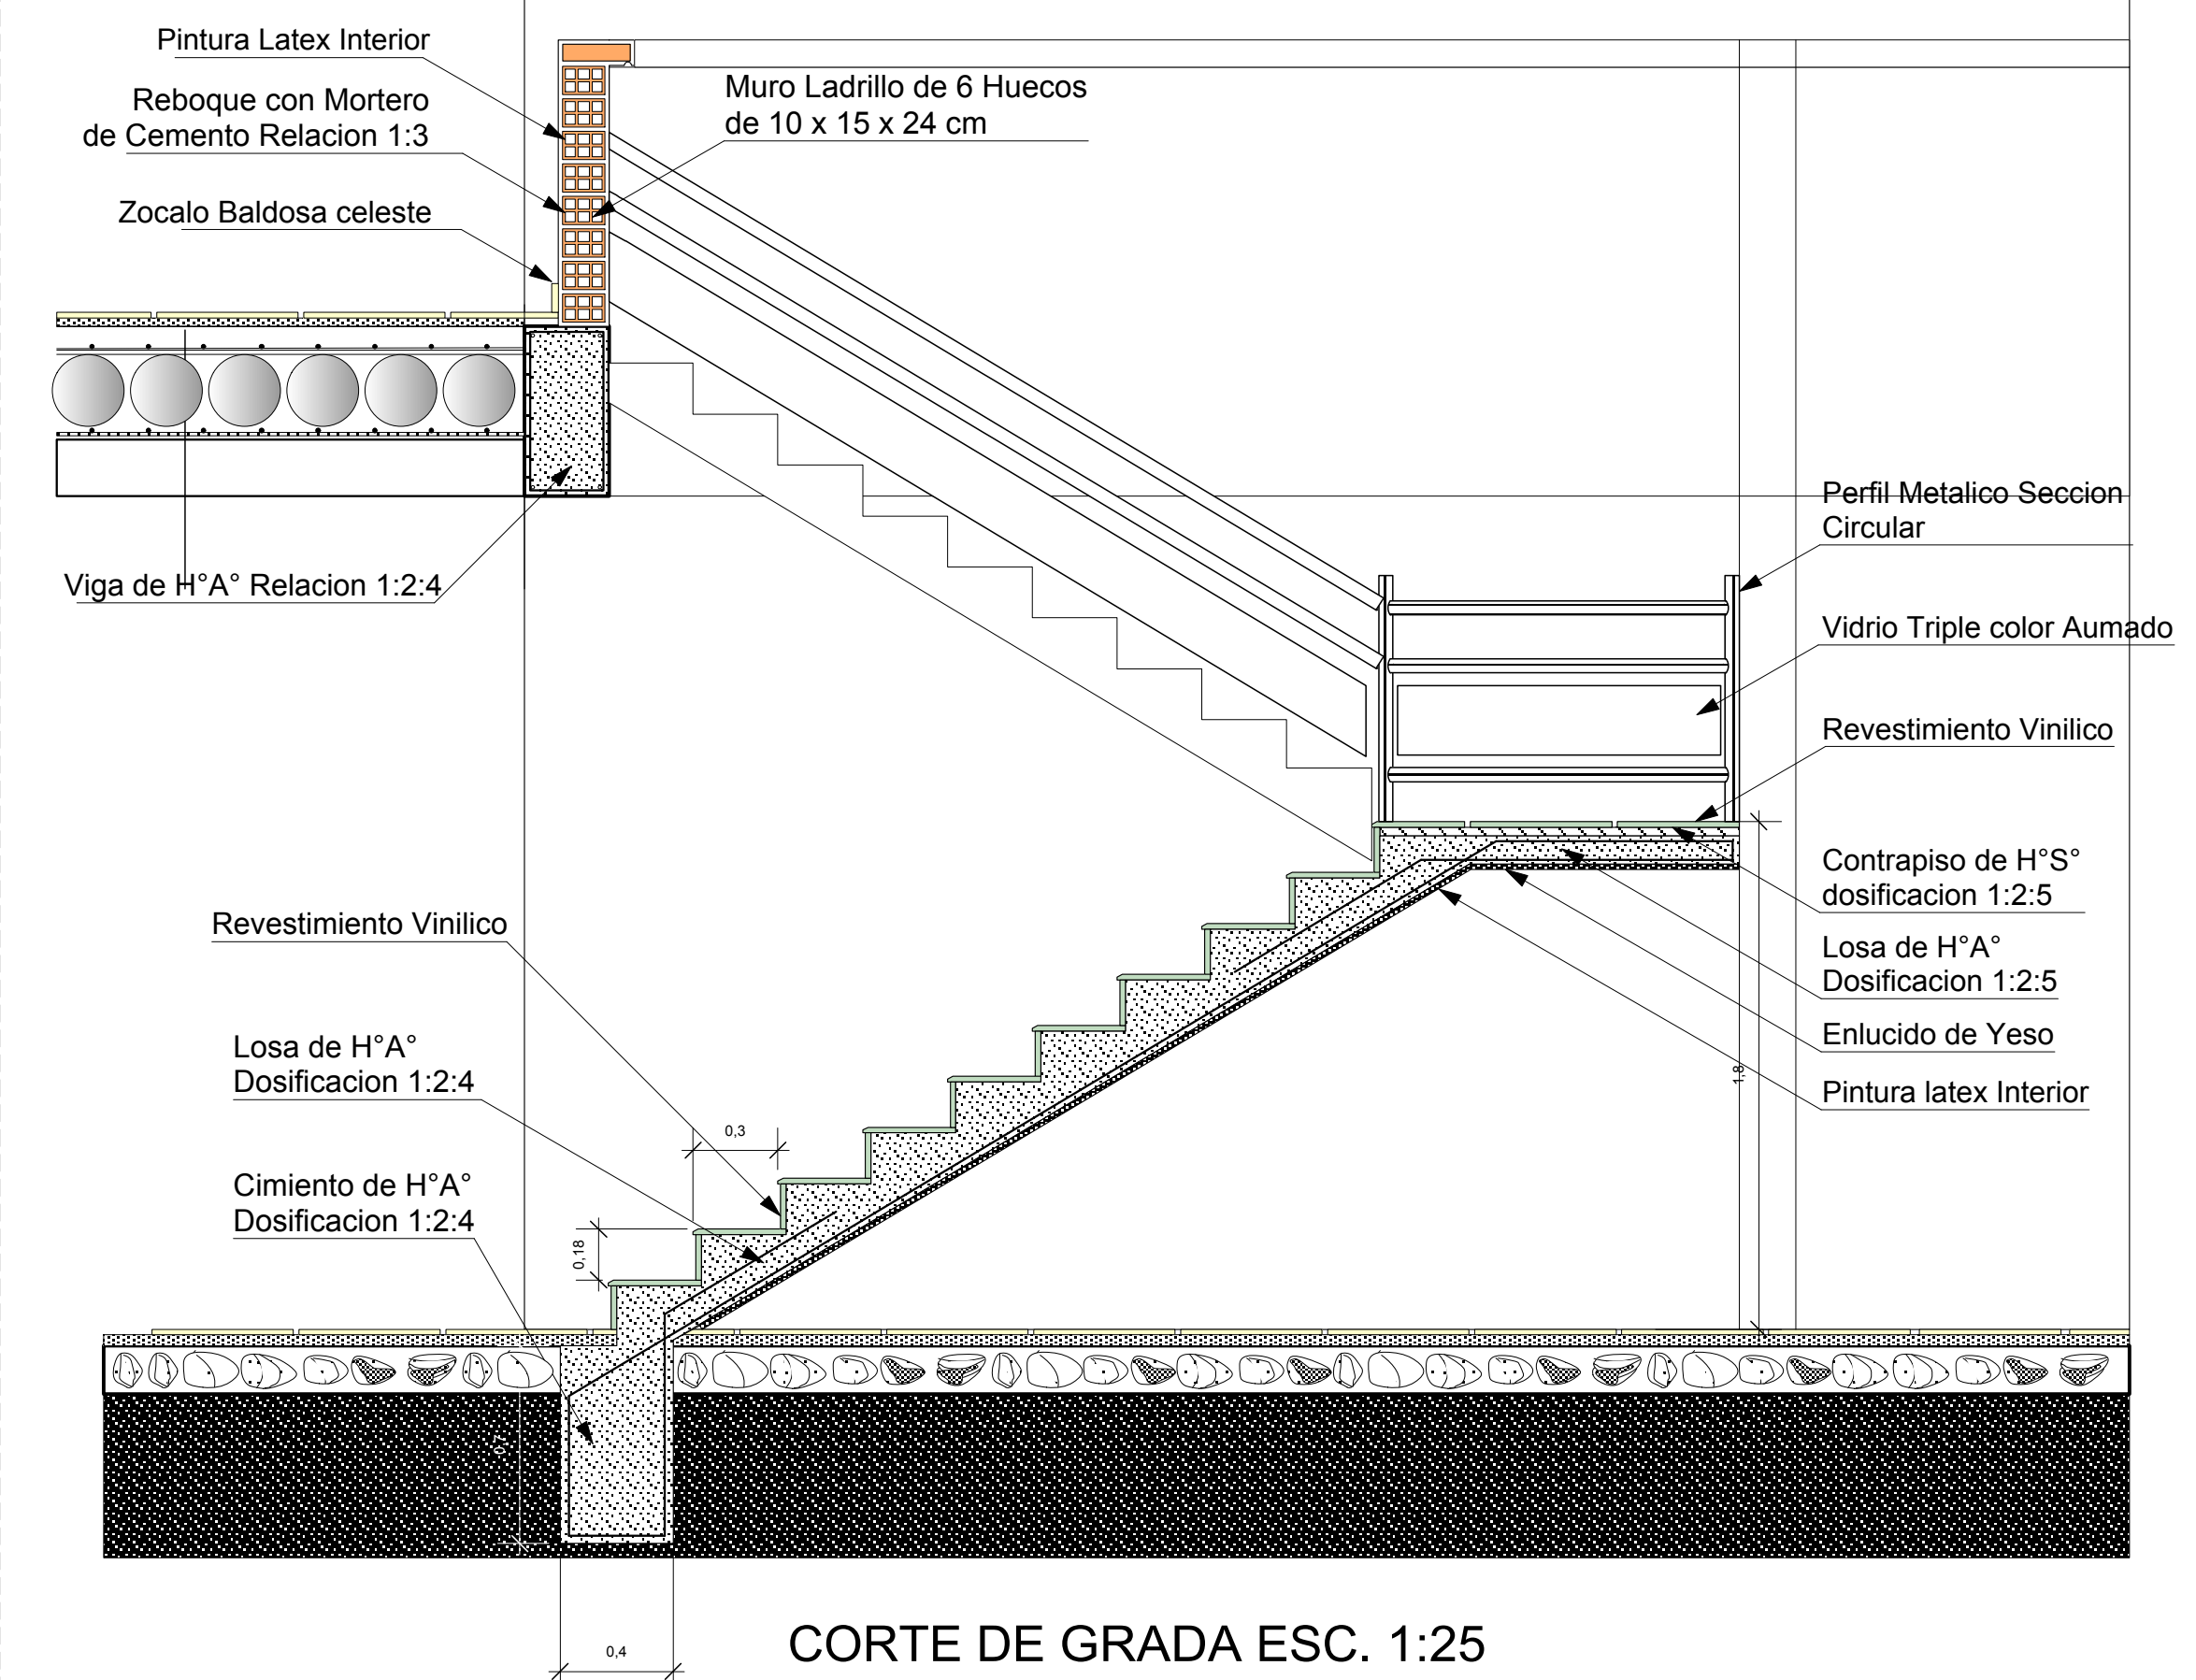 Pintura Latex Interior
Reboque con Mortero
de Cemento Relacion 1:3
Zocalo Baldosa celeste
Muro Ladrillo de 6 Huecos
de 10 x 15 x 24 cm
Viga de H°A° Relacion 1:2:4
Perfil Metalico Seccion
Circular
Vidrio Triple color Aumado
Revestimiento Vinilico
Contrapiso de H°S°
dosificacion 1:2:5
Losa de H°A°
Dosificacion 1:2:5
Enlucido de Yeso
Pintura latex Interior
1,8
Revestimiento Vinilico
Losa de H°A°
Dosificacion 1:2:4
0,3
Cimiento de H°A°
Dosificacion 1:2:4
0,18
0,7
0,4
CORTE DE GRADA ESC. 1:25